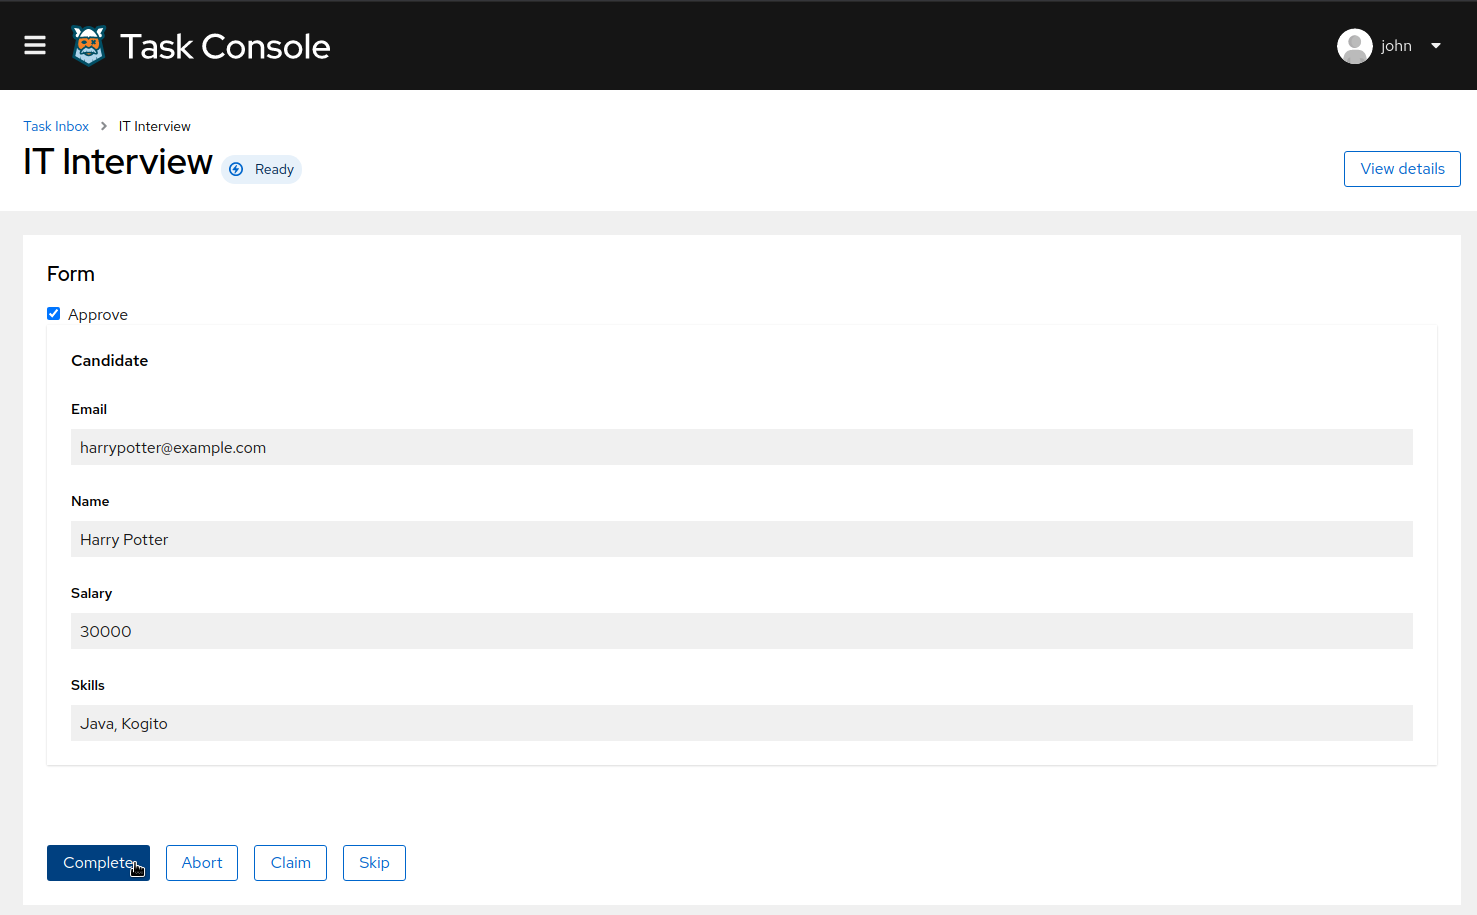 Task Console
john
Task Inbox > IT Interview
IT Interview Ready
View details
Form
Approve
Candidate
Email
harrypotter@example.com
Name
Harry Potter
Salary
30000
Skills
Java, Kogito
Complete Abort Claim Skip